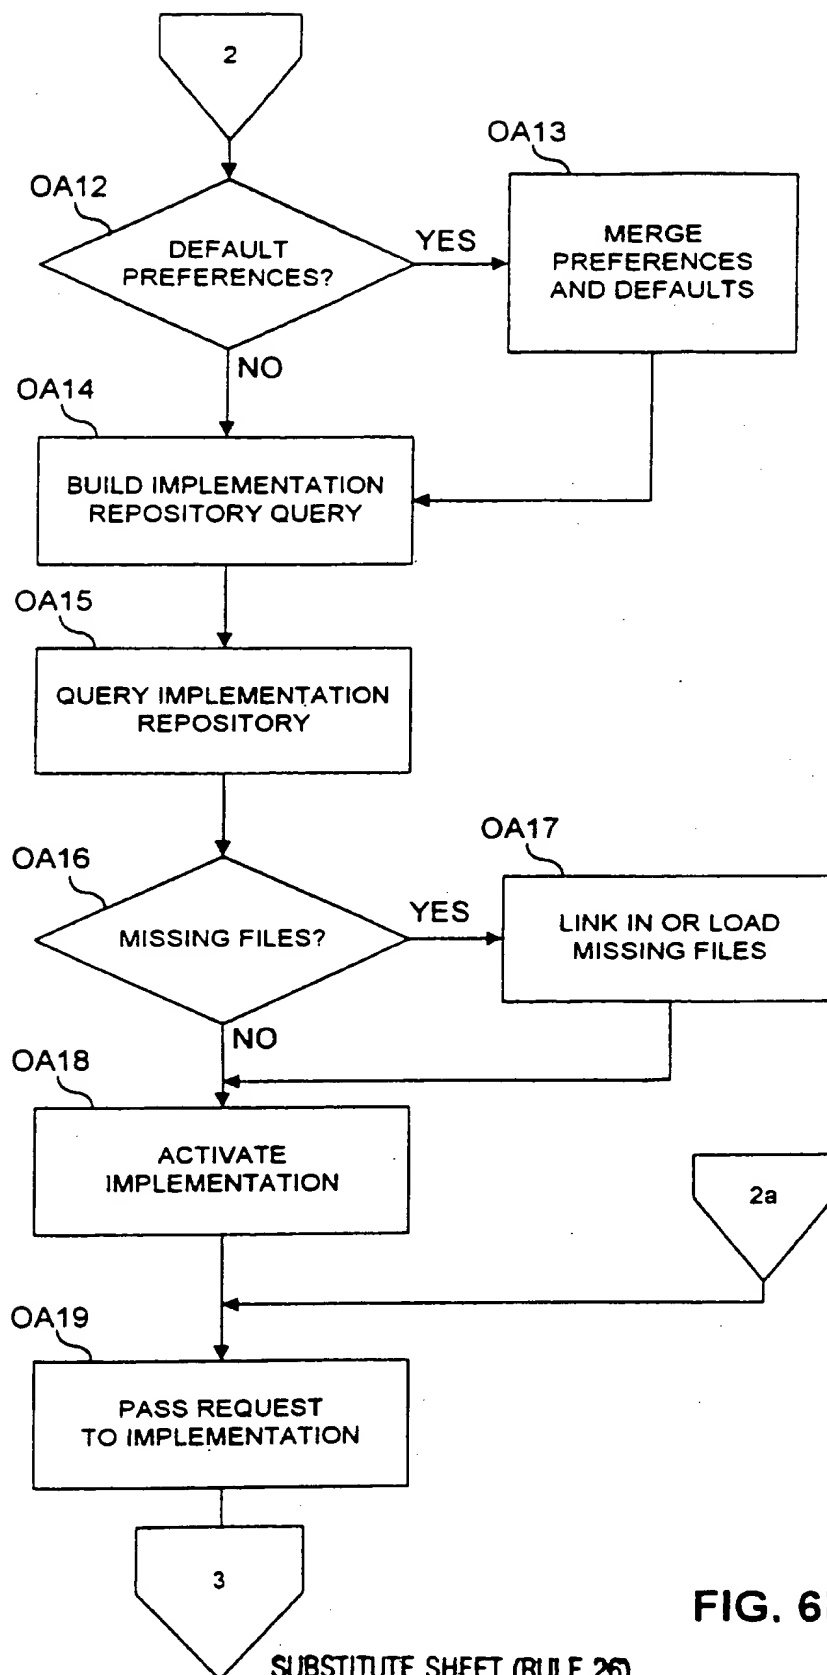 2
OA12
DEFAULT
PREFERENCES?
YES
OA13
MERGE
PREFERENCES
AND DEFAULTS
NO
OA14
BUILD IMPLEMENTATION
REPOSITORY QUERY
OA15
QUERY IMPLEMENTATION
REPOSITORY
OA16
MISSING FILES?
YES
OA17
LINK IN OR LOAD
MISSING FILES
NO
OA18
ACTIVATE
IMPLEMENTATION
2a
OA19
PASS REQUEST
TO IMPLEMENTATION
3
FIG.
SUBSTITUTE SHEET (RULE 26)